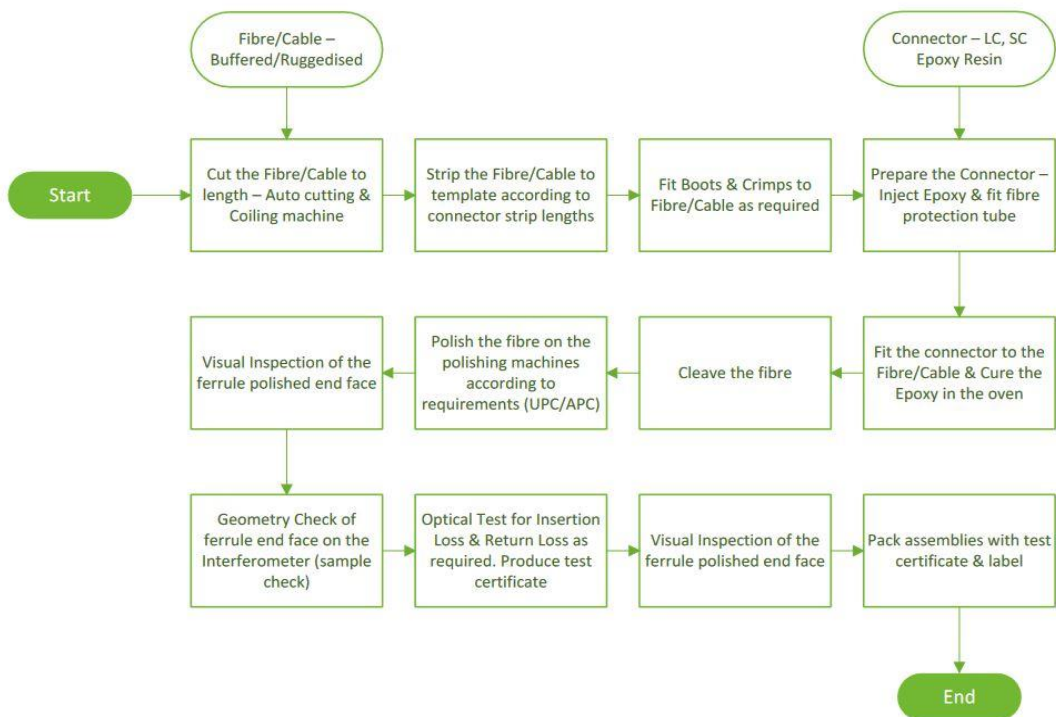 Fibre/Cable –
Buffered/Ruggedised
Connector – LC, SC
Epoxy Resin
Start
Cut the Fibre/Cable to
length – Auto cutting &
Coiling machine
Strip the Fibre/Cable to
template according to
connector strip lengths
Fit Boots & Crimps to
Fibre/Cable as required
Prepare the Connector –
Inject Epoxy & fit fibre
protection tube
Fit the connector to the
Fibre/Cable & Cure the
Epoxy in the oven
Cleave the fibre
Polish the fibre on the
polishing machines
according to
requirements (UPC/APC)
Visual Inspection of the
ferrule polished end face
Geometry Check of
ferrule end face on the
Interferometer (sample
check)
Optical Test for Insertion
Loss & Return Loss as
required. Produce test
certificate
Visual Inspection of the
ferrule polished end face
Pack assemblies with test
certificate & label
End